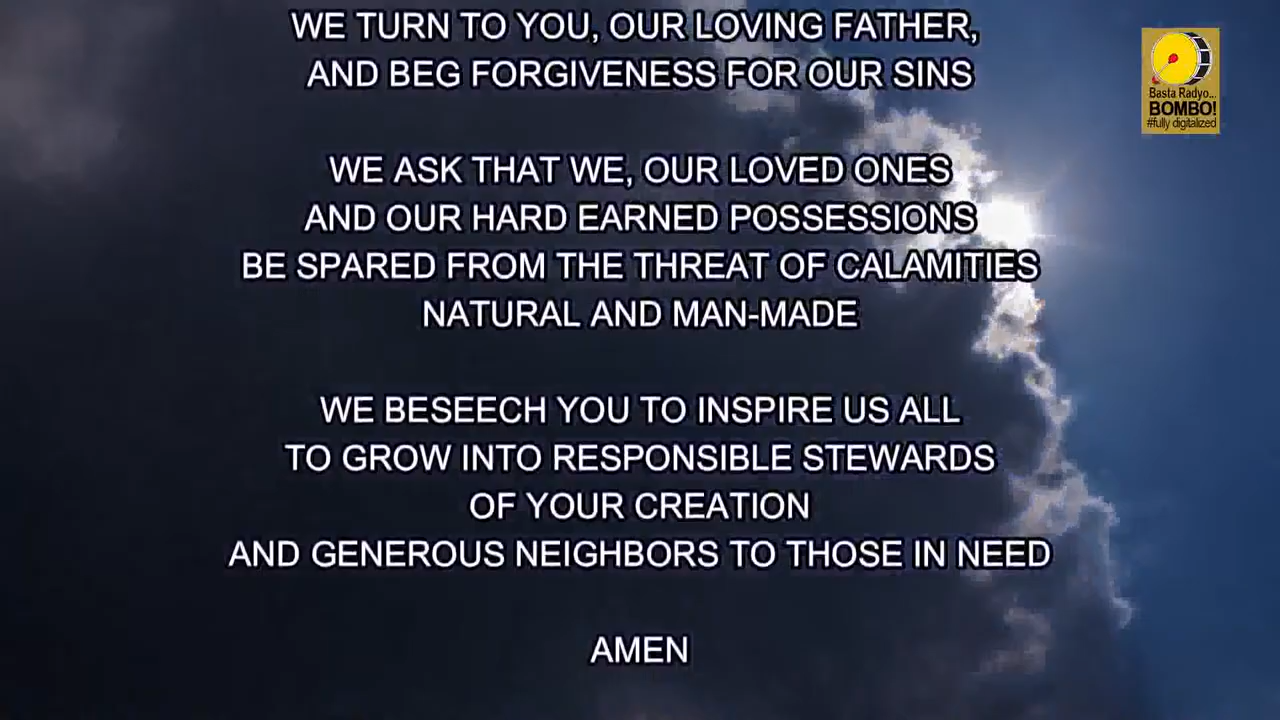 WE TURN TO YOU, OUR LOVING FATHER,
AND BEG FORGIVENESS FOR OUR SINS
WE ASK THAT WE, OUR LOVED ONES
AND OUR HARD EARNED POSSESSIONS
BE SPARED FROM THE THREAT OF CALAMITIES
NATURAL AND MAN-MADE
WE BESEECH YOU TO INSPIRE US ALL
TO GROW INTO RESPONSIBLE STEWARDS
OF YOUR CREATION
AND GENEROUS NEIGHBORS TO THOSE IN NEED
AMEN
Basta Radyo...
BOMBO!
#fully digitalized